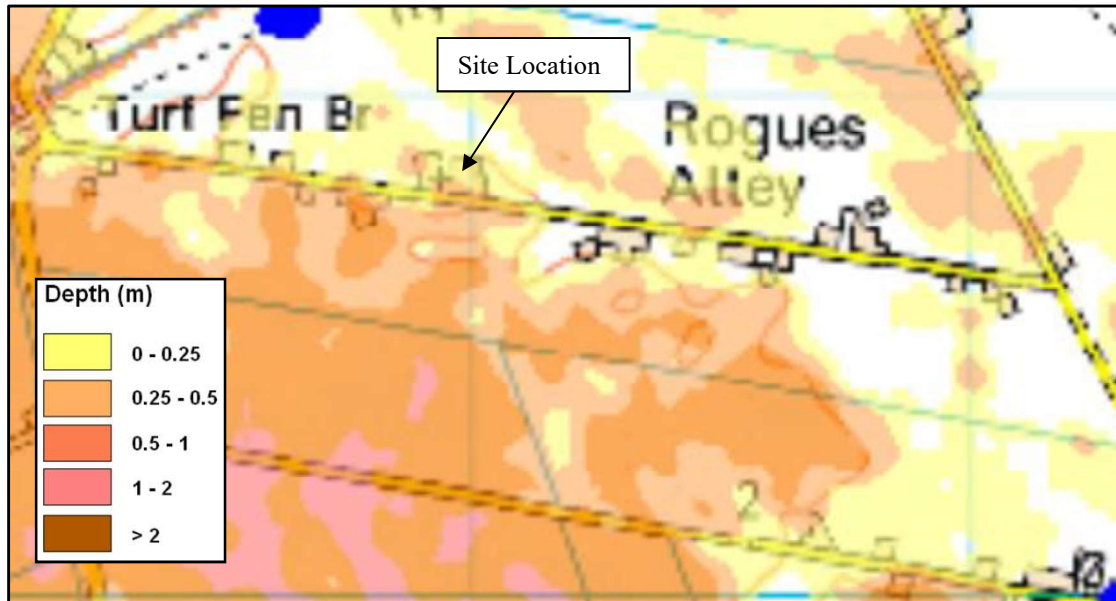 Site Location
Turf Fen Br
Rogues
Alley
Depth (m)
0 - 0.25
0.25 - 0.5
0.5 - 1
1 - 2
> 2
2